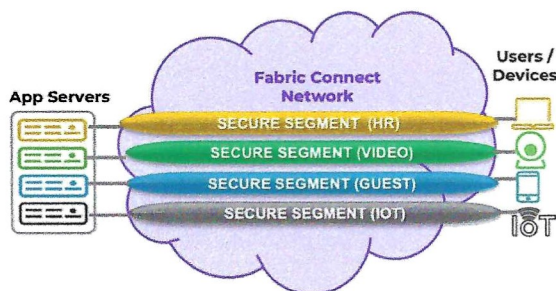 Fabric Connect
Network
Users /
Devices
App Servers
SECURE SEGMENT (HR)
SECURE SEGMENT (VIDEO)
SECURE SEGMENT (GUEST)
SECURE SEGMENT (IOT)
IOT